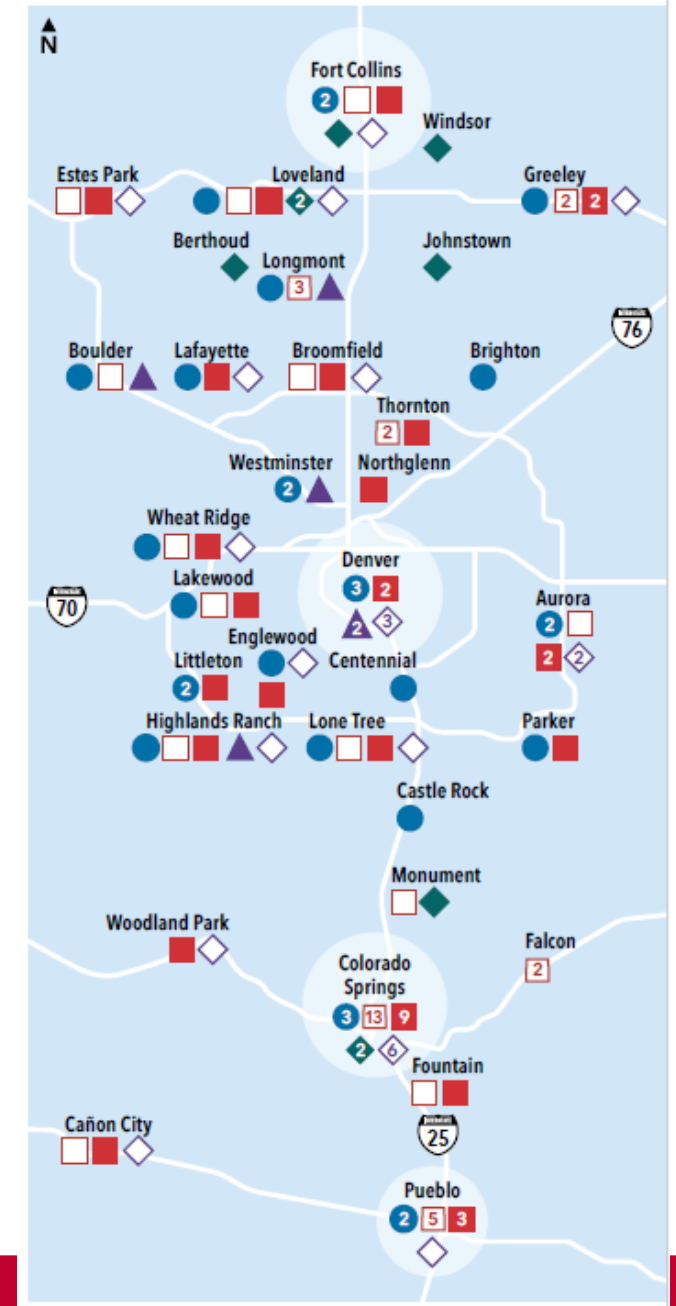 N
Fort Collins
2
Windsor
Estes Park
Loveland
2
Greeley
2 2
Berthoud
Johnstown
Longmont
3
76
Boulder
Lafayette
Broomfield
Brighton
Thornton
2
Westminster
2
Northglenn
Wheat Ridge
Denver
3 2
2 3
Lakewood
70
Aurora
2
2 2
Englewood
Littleton
2
Centennial
Highlands Ranch
Lone Tree
Parker
Castle Rock
Monument
Woodland Park
Falcon
2
Colorado
Springs
3 13 9
2 6
Fountain
25
Cañon City
Pueblo
2 5 3